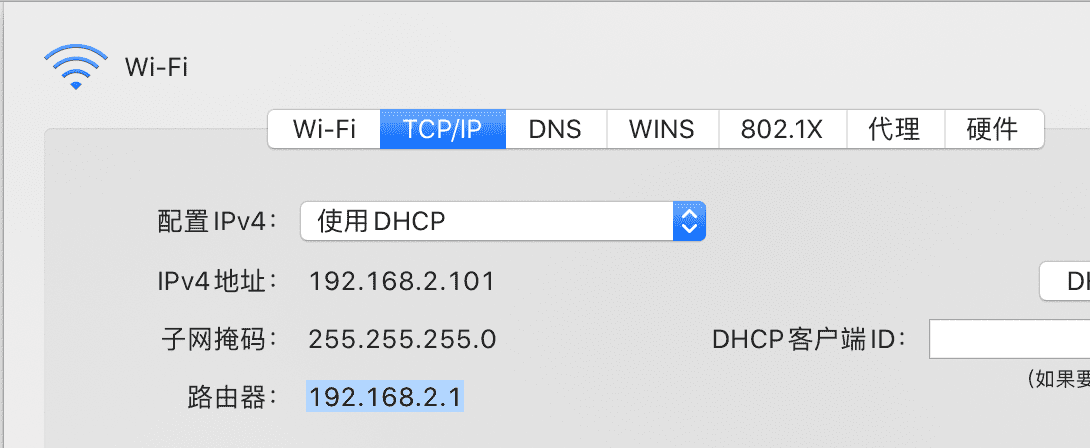 Wi-Fi
Wi-Fi TCP/IP DNS WINS 802.1X 代理 硬件
配置IPv4： 使用DHCP
IPv4地址： 192.168.2.101 DH
子网掩码： 255.255.255.0 DHCP客户端ID：
（如果要
路由器： 192.168.2.1